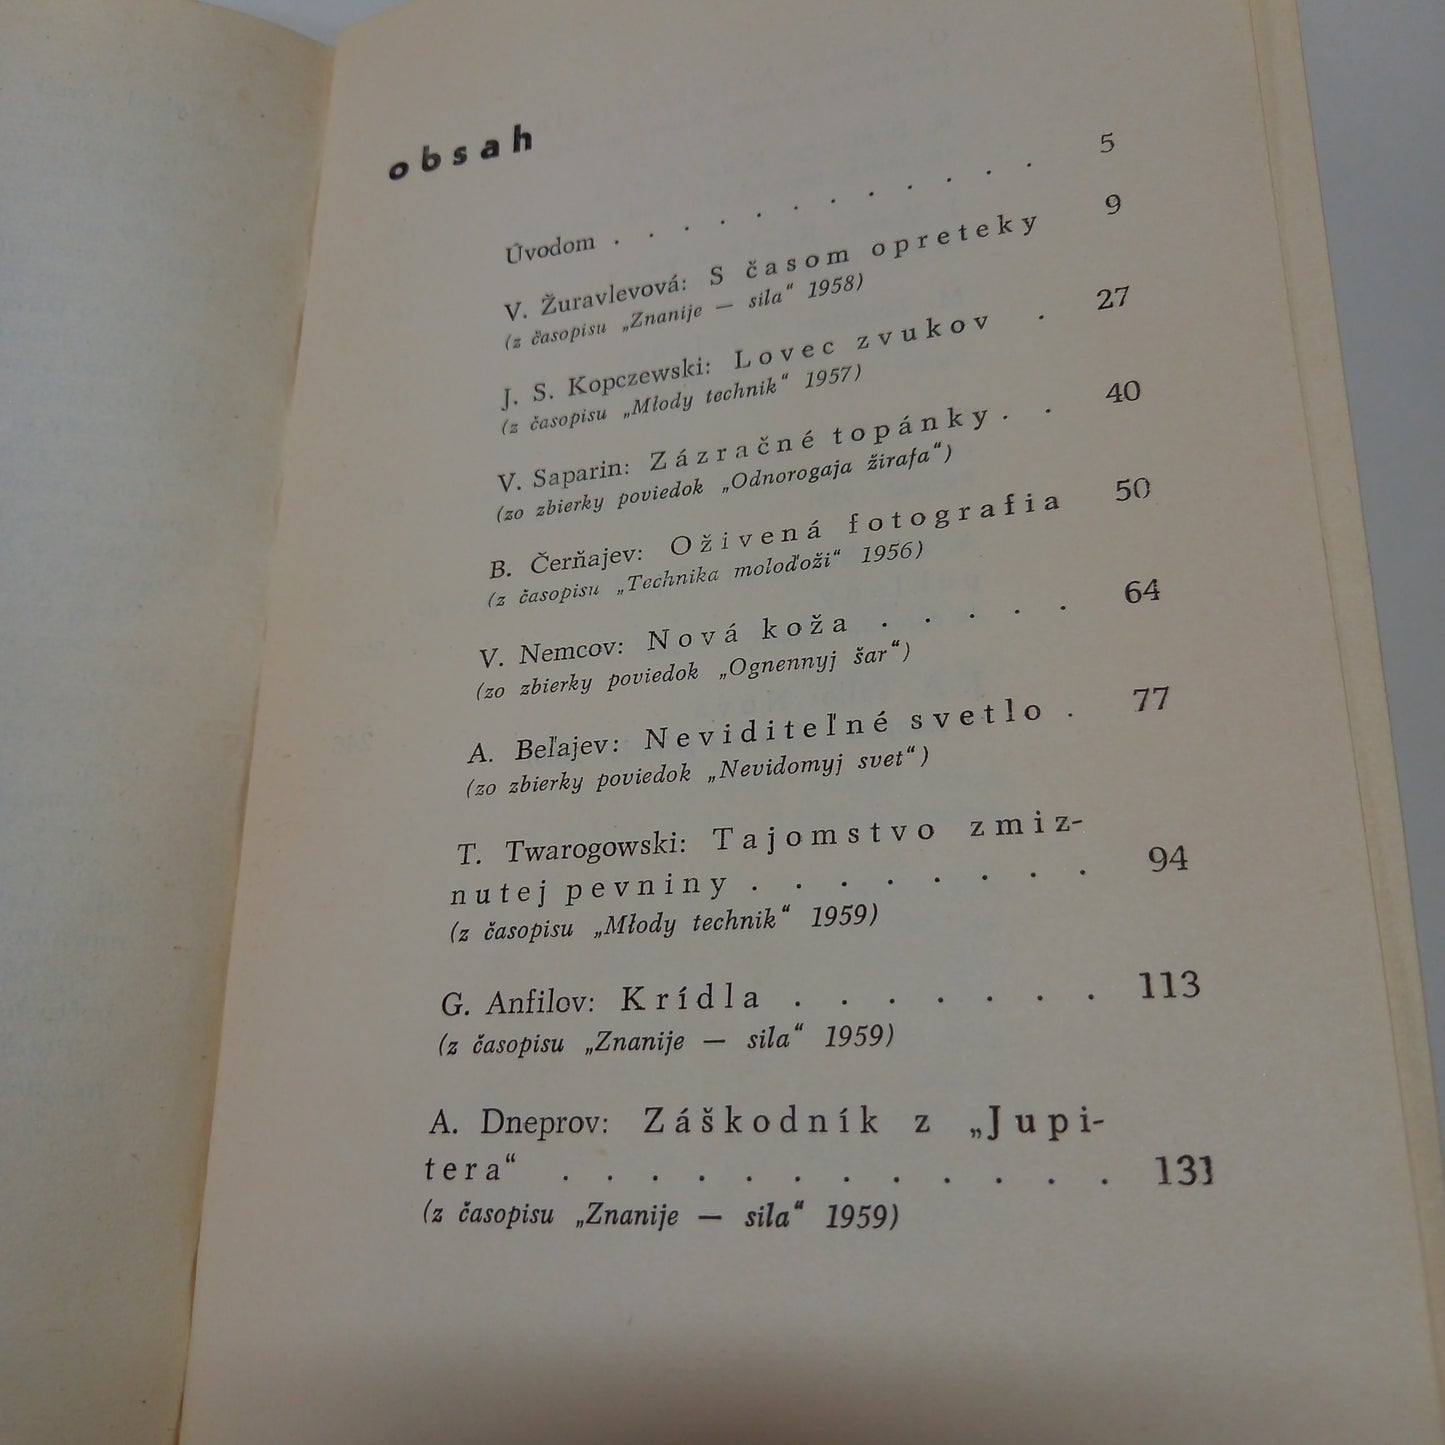 obsah
Úvodom . . . . . . . . . . . . 5
V. Žuravlevová: S časom opreteky 9
(z časopisu „Znanije — sila“ 1958)
J. S. Kopczewski: Lovec zvukov . 27
(z časopisu „Młody technik“ 1957)
V. Saparin: Zázračné topánky . . 40
(zo zbierky poviedok „Odnorogaja žirafa“)
B. Čerňajev: Oživená fotografia 50
(z časopisu „Technika moloďoži“ 1956)
V. Nemcov: Nová koža . . . . . 64
(zo zbierky poviedok „Ognennyj šar“)
A. Beľajev: Neviditeľné svetlo . 77
(zo zbierky poviedok „Nevidomyj svet“)
T. Twarogowski: Tajomstvo zmiz-
nutej pevniny . . . . . . . . 94
(z časopisu „Młody technik“ 1959)
G. Anfilov: Krídla . . . . . . . 113
(z časopisu „Znanije — sila“ 1959)
A. Dneprov: Záškodník z „Jupi-
tera“ . . . . . . . . . . . . 131
(z časopisu „Znanije — sila“ 1959)